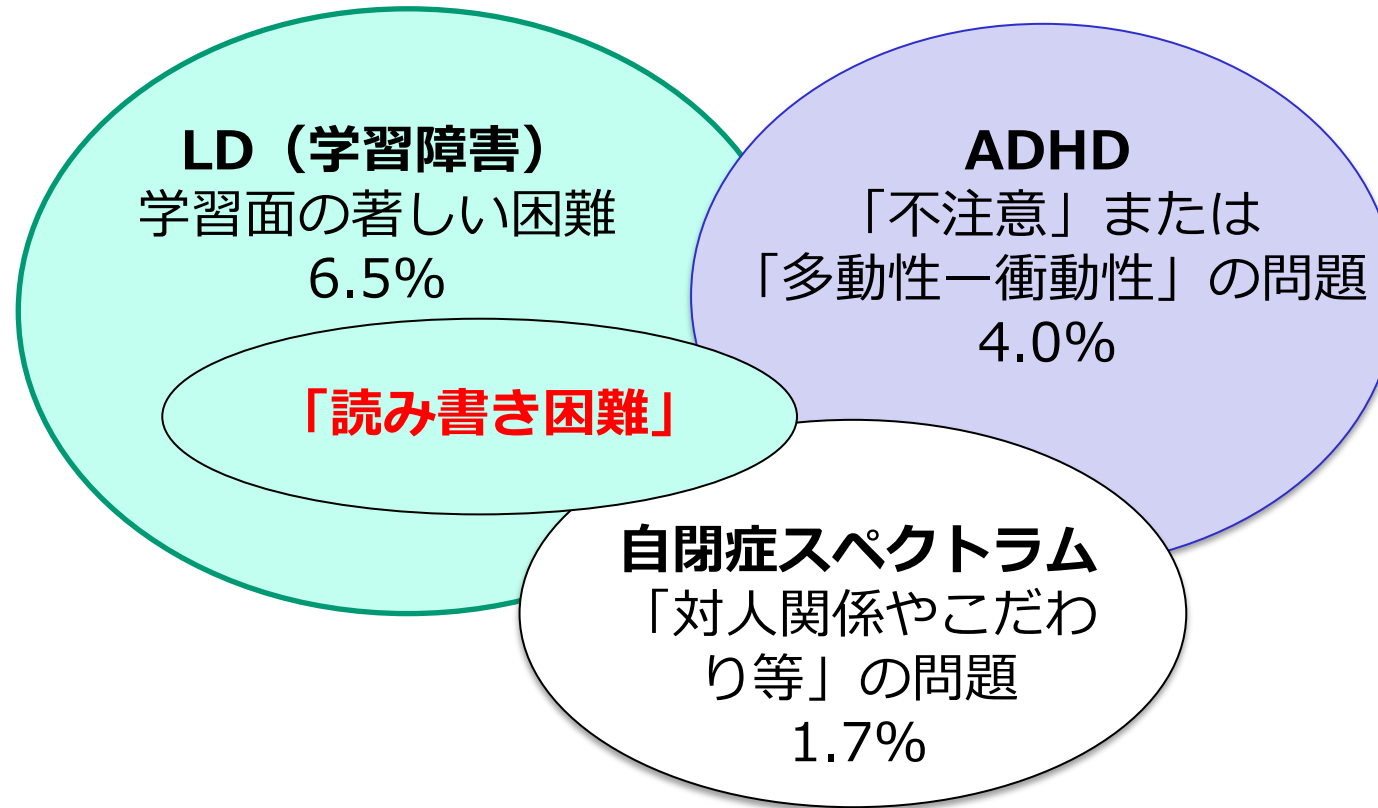 LD（学習障害）
学習面の著しい困難
6.5%
ADHD
「不注意」または
「多動性ー衝動性」の問題
4.0%
「読み書き困難」
自閉症スペクトラム
「対人関係やこだわ
り等」の問題
1.7%